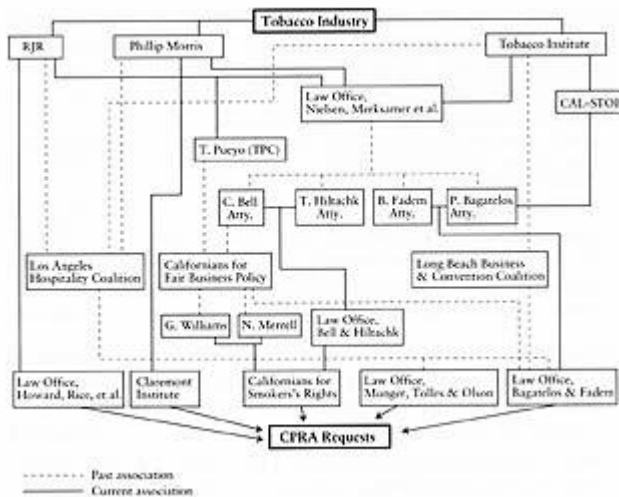 Tobacco Industry
RJR
Phillip Morris
Tobacco Institute
Law Office,
Nielsen, Merksamer et al.
CAL-STOP
T. Pueyo (TPC)
C. Bell
Atty.
T. Hiltachk
Atty.
B. Fadem
Atty.
P. Bagatelos
Atty.
Los Angeles
Hospitality Coalition
Californians for
Fair Business Policy
Long Beach Business
& Convention Coalition
G. Williams
N. Merrell
Law Office,
Bell & Hiltachk
Law Office,
Howard, Rice, et al.
Claremont
Institute
Californians for
Smokers's Rights
Law Office,
Munger, Tolles & Olson
Law Office,
Bagatelos & Fadem
CPRA Requests
Past association
Current association